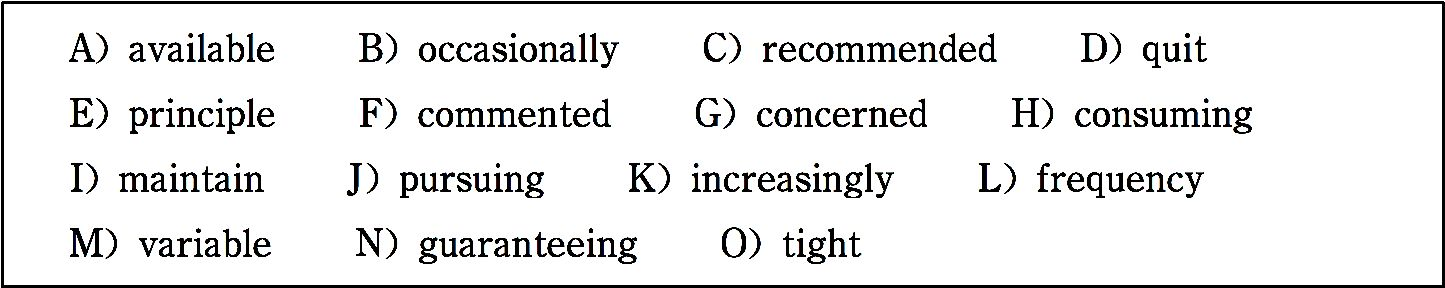 A) available B) occasionally C) recommended D) quit
E) principle F) commented G) concerned H) consuming
I) maintain J) pursuing K) increasingly L) frequency
M) variable N) guaranteeing O) tight